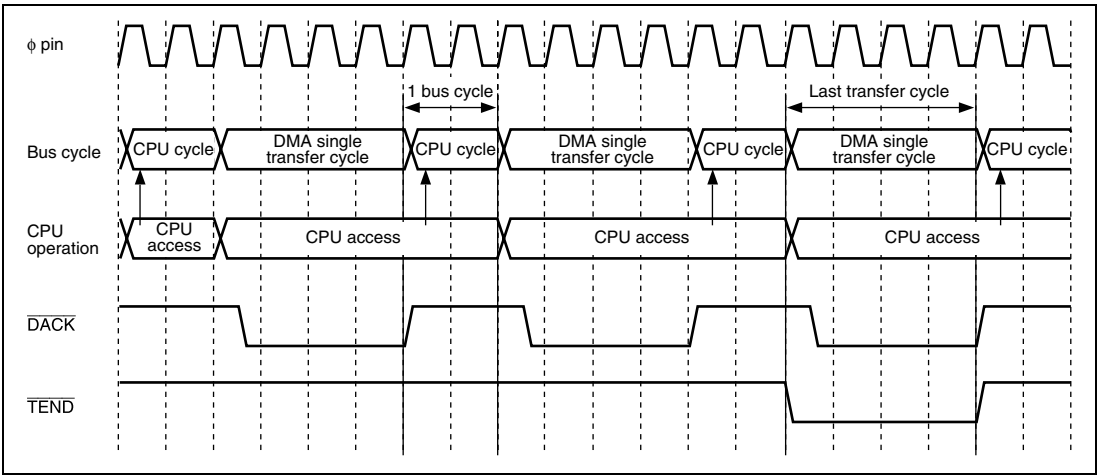 φ pin
1 bus cycle
Last transfer cycle
Bus cycle
CPU cycle
DMA single
transfer cycle
CPU cycle
DMA single
transfer cycle
CPU cycle
DMA single
transfer cycle
CPU cycle
CPU
operation
CPU
access
CPU access
CPU access
CPU access
DACK
TEND